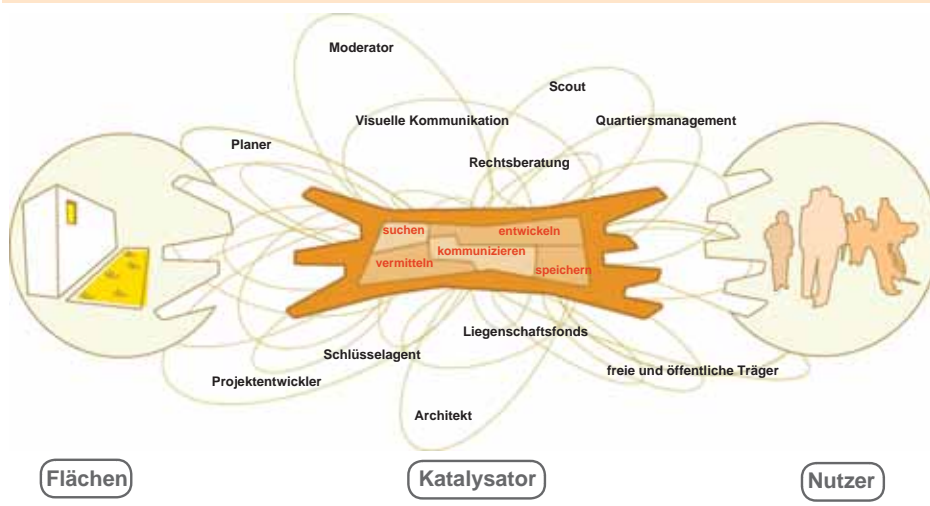 Moderator
Scout
Visuelle Kommunikation
Quartiersmanagement
Planer
Rechtsberatung
suchen
entwickeln
kommunizieren
vermitteln
speichern
Liegenschaftsfonds
Schlüsselagent
freie und öffentliche Träger
Projektentwickler
Architekt
Flächen
Katalysator
Nutzer